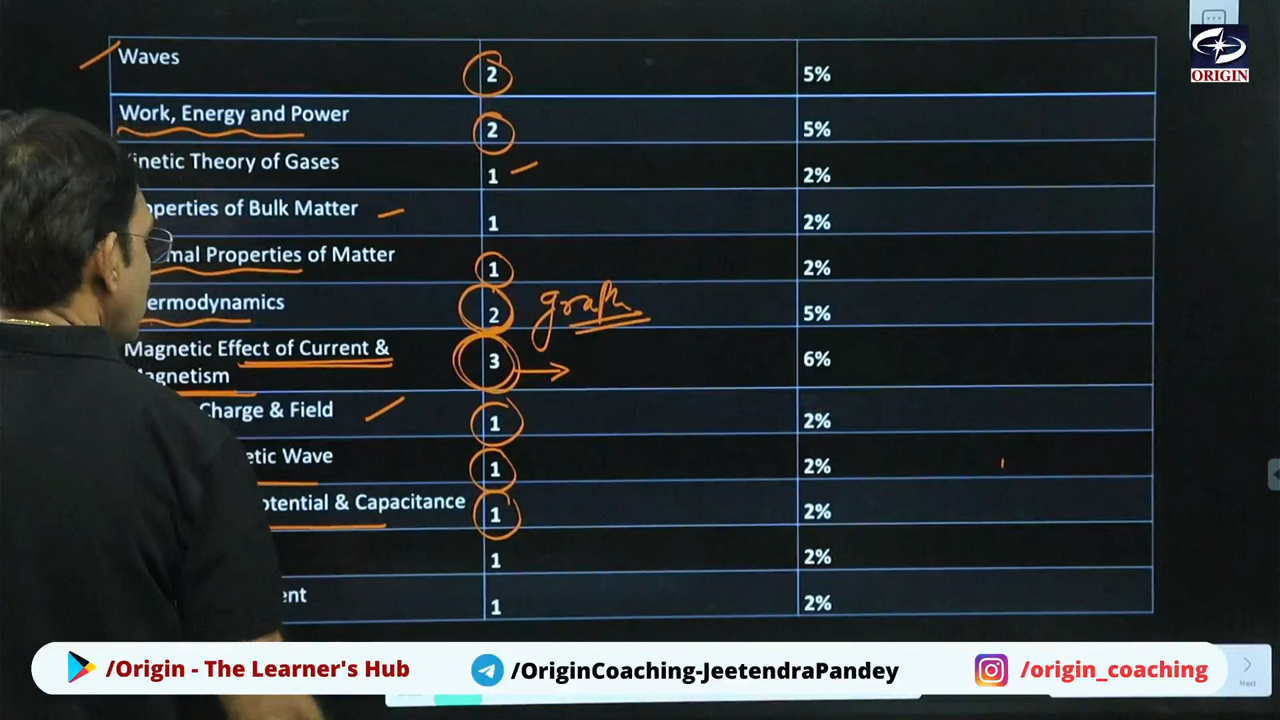 ORIGIN
Waves 2 5%
Work, Energy and Power 2 5%
inetic Theory of Gases 1 2%
operties of Bulk Matter 1 2%
mal Properties of Matter 1 2%
ermodynamics 2 5%
graph
Magnetic Effect of Current & 3 6%
agnetism
Charge & Field 1 2%
etic Wave 1 2%
otential & Capacitance 1 2%
1 2%
ent 1 2%
/Origin - The Learner's Hub /OriginCoaching-JeetendraPandey /origin_coaching
Next